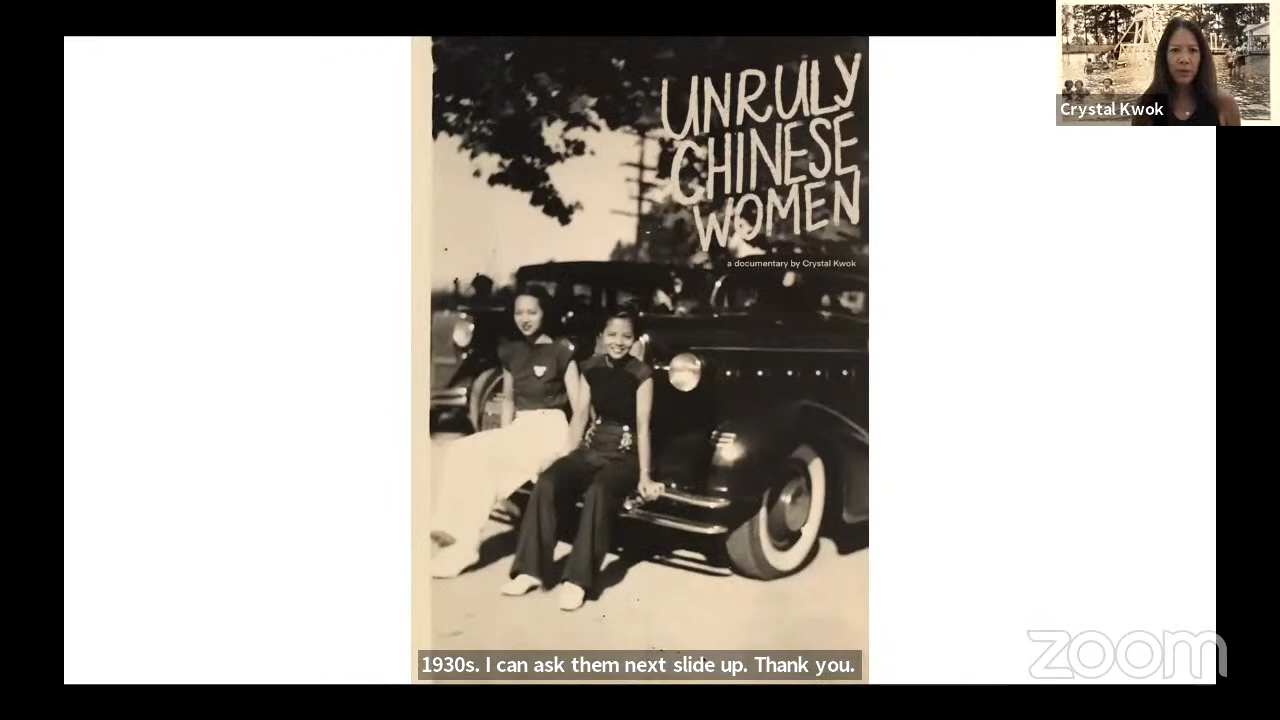 UNRULY
CHINESE
WOMEN
a documentary by Crystal Kwok
Crystal Kwok
1930s. I can ask them next slide up. Thank you.
zoom